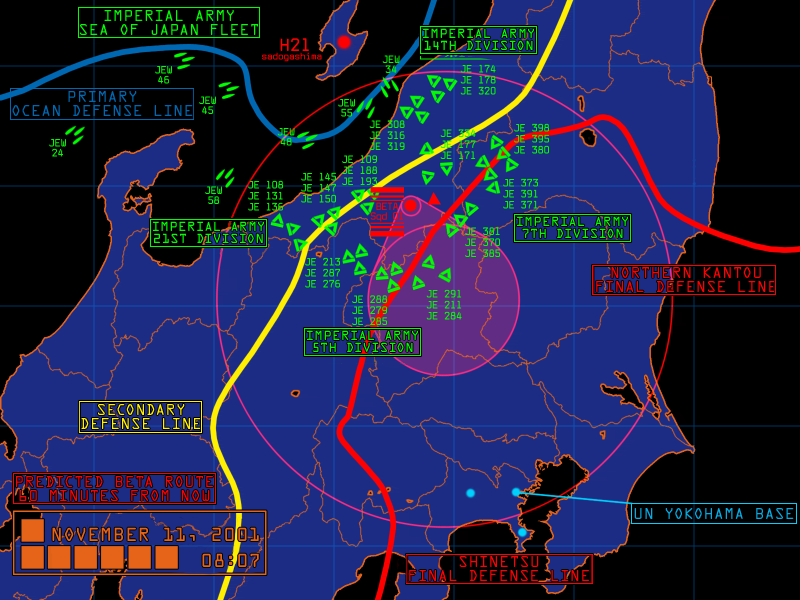 IMPERIAL ARMY
SEA OF JAPAN FLEET
H21
sadogashima
IMPERIAL ARMY
14TH DIVISION
JEW
34
JEW
46
JE 174
JE 178
JE 320
PRIMARY
OCEAN DEFENSE LINE
JEW
45
JEW
55
JEW
24
JEW
48
JE 308
JE 316
JE 319
JE 177
JE 171
JE 398
JE 395
JE 380
JE 109
JE 188
JE 193
JEW
58
JE 108
JE 131
JE 136
JE 145
JE 147
JE 150
JE 373
JE 391
JE 371
BETA
IMPERIAL ARMY
21ST DIVISION
IMPERIAL ARMY
7TH DIVISION
JE 381
JE 370
JE 385
JE 213
JE 287
JE 276
NORTHERN KANTOU
FINAL DEFENSE LINE
JE 288
JE 279
JE 285
JE 291
JE 211
JE 284
IMPERIAL ARMY
5TH DIVISION
SECONDARY
DEFENSE LINE
PREDICTED BETA ROUTE
60 MINUTES FROM NOW
NOVEMBER 11, 2001
08:07
UN YOKOHAMA BASE
SHINETSU
FINAL DEFENSE LINE